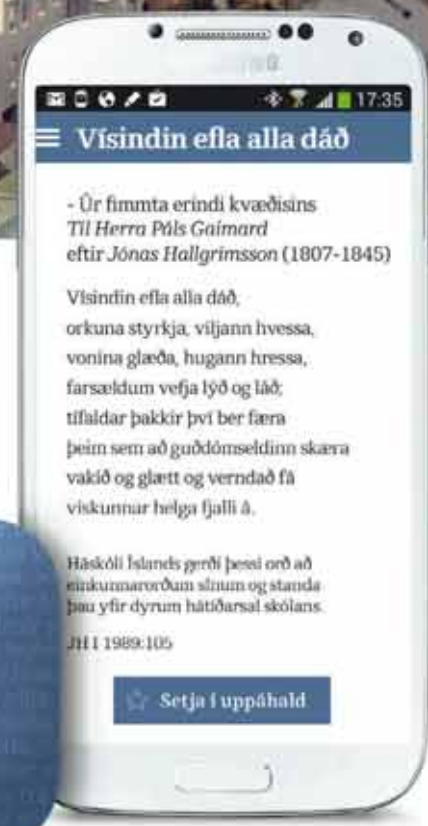 17:35
Vísindin efla alla dáð
- Úr fimmta erindi kvæðisins
Til Herra Páls Gaimard
eftir Jónas Hallgrímsson (1807-1845)
Vísindin efla alla dáð,
orkuna styrkja, viljann hvessa,
vonina glæða, hugann hressa,
farsældum vefja lýð og láð;
tífaldar þakkir því ber færa
þeim sem að guðdómseldinn skæra
vakið og glætt og verndað fá
viskunnar helga fjalli á.
Háskóli Íslands gerði þessi orð að
einkunnarorðum sínum og standa
þau yfir dyrum hátíðarsal skólans.
JH I 1989:105
Setja í uppáhald